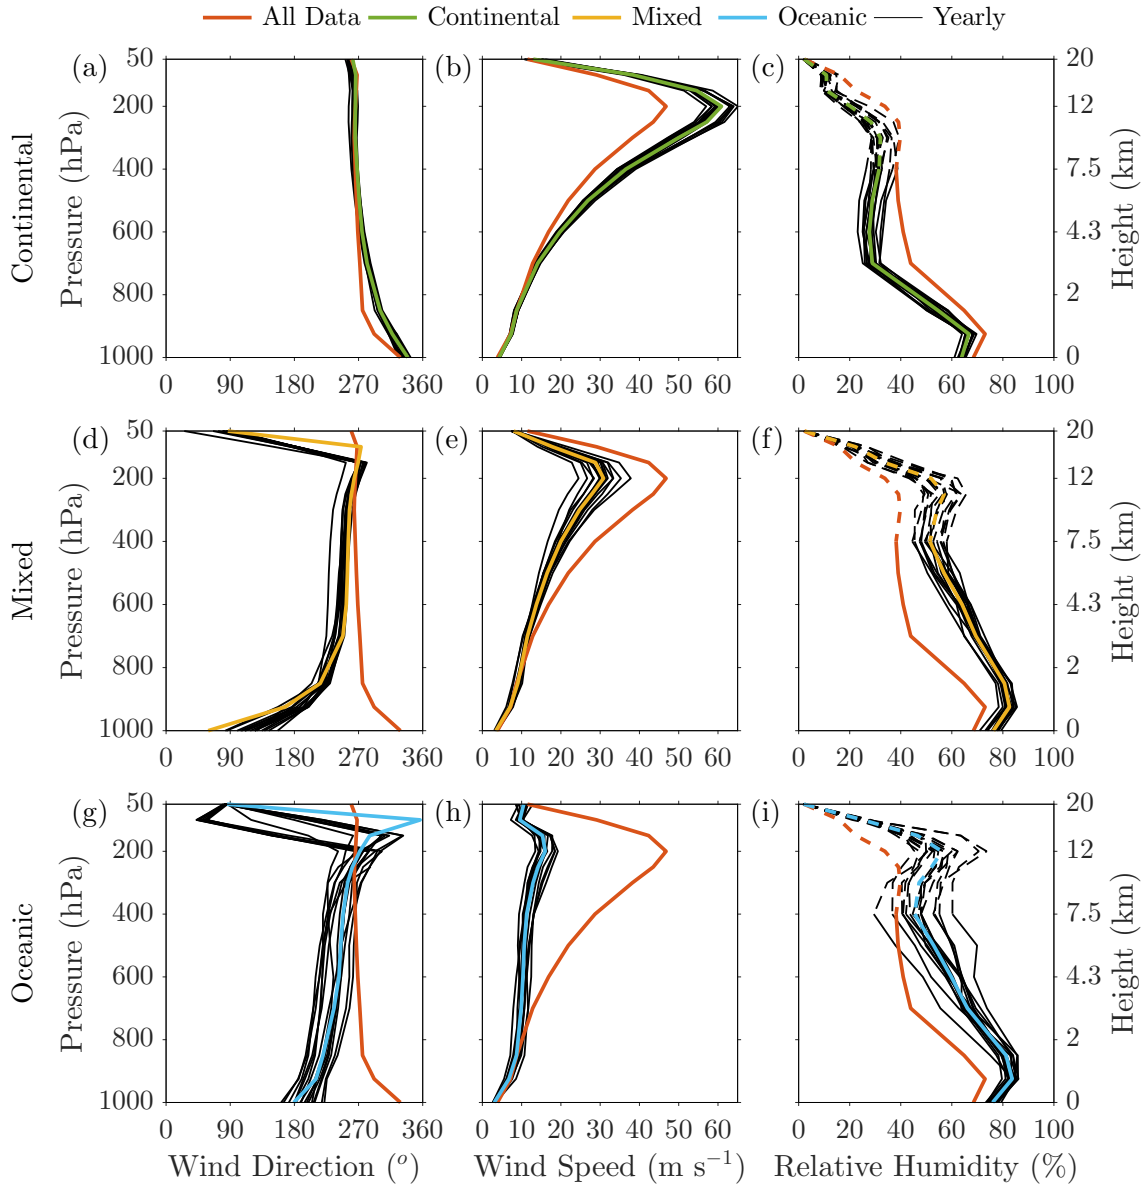 All Data Continental Mixed Oceanic Yearly
Continental
Pressure (hPa)
(a)
50
200
400
600
800
1000
0 90 180 270 360
(b)
0 10 20 30 40 50 60
(c)
20
12
7.5
4.3
2
0
Height (km)
0 20 40 60 80 100
Mixed
Pressure (hPa)
(d)
50
200
400
600
800
1000
0 90 180 270 360
(e)
0 10 20 30 40 50 60
(f)
20
12
7.5
4.3
2
0
Height (km)
0 20 40 60 80 100
Oceanic
Pressure (hPa)
(g)
50
200
400
600
800
1000
0 90 180 270 360
Wind Direction (°)
(h)
0 10 20 30 40 50 60
Wind Speed (m s⁻¹)
(i)
20
12
7.5
4.3
2
0
Height (km)
0 20 40 60 80 100
Relative Humidity (%)